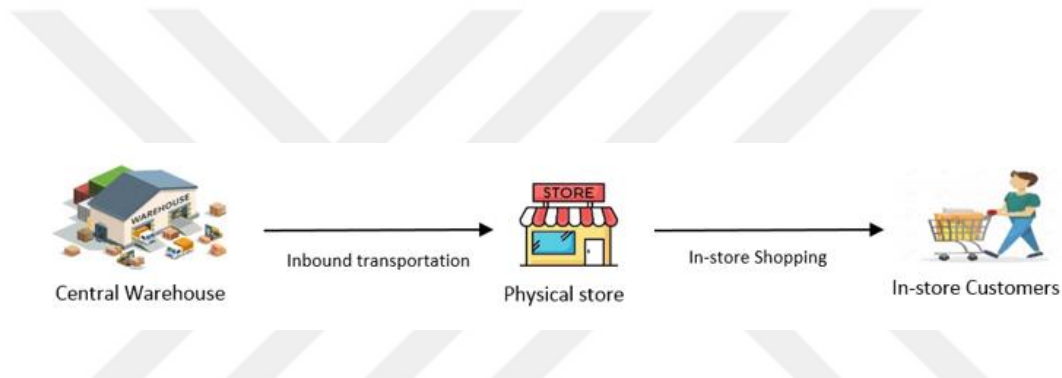 WAREHOUSE
STORE
Inbound transportation
In-store Shopping
Central Warehouse
Physical store
In-store Customers